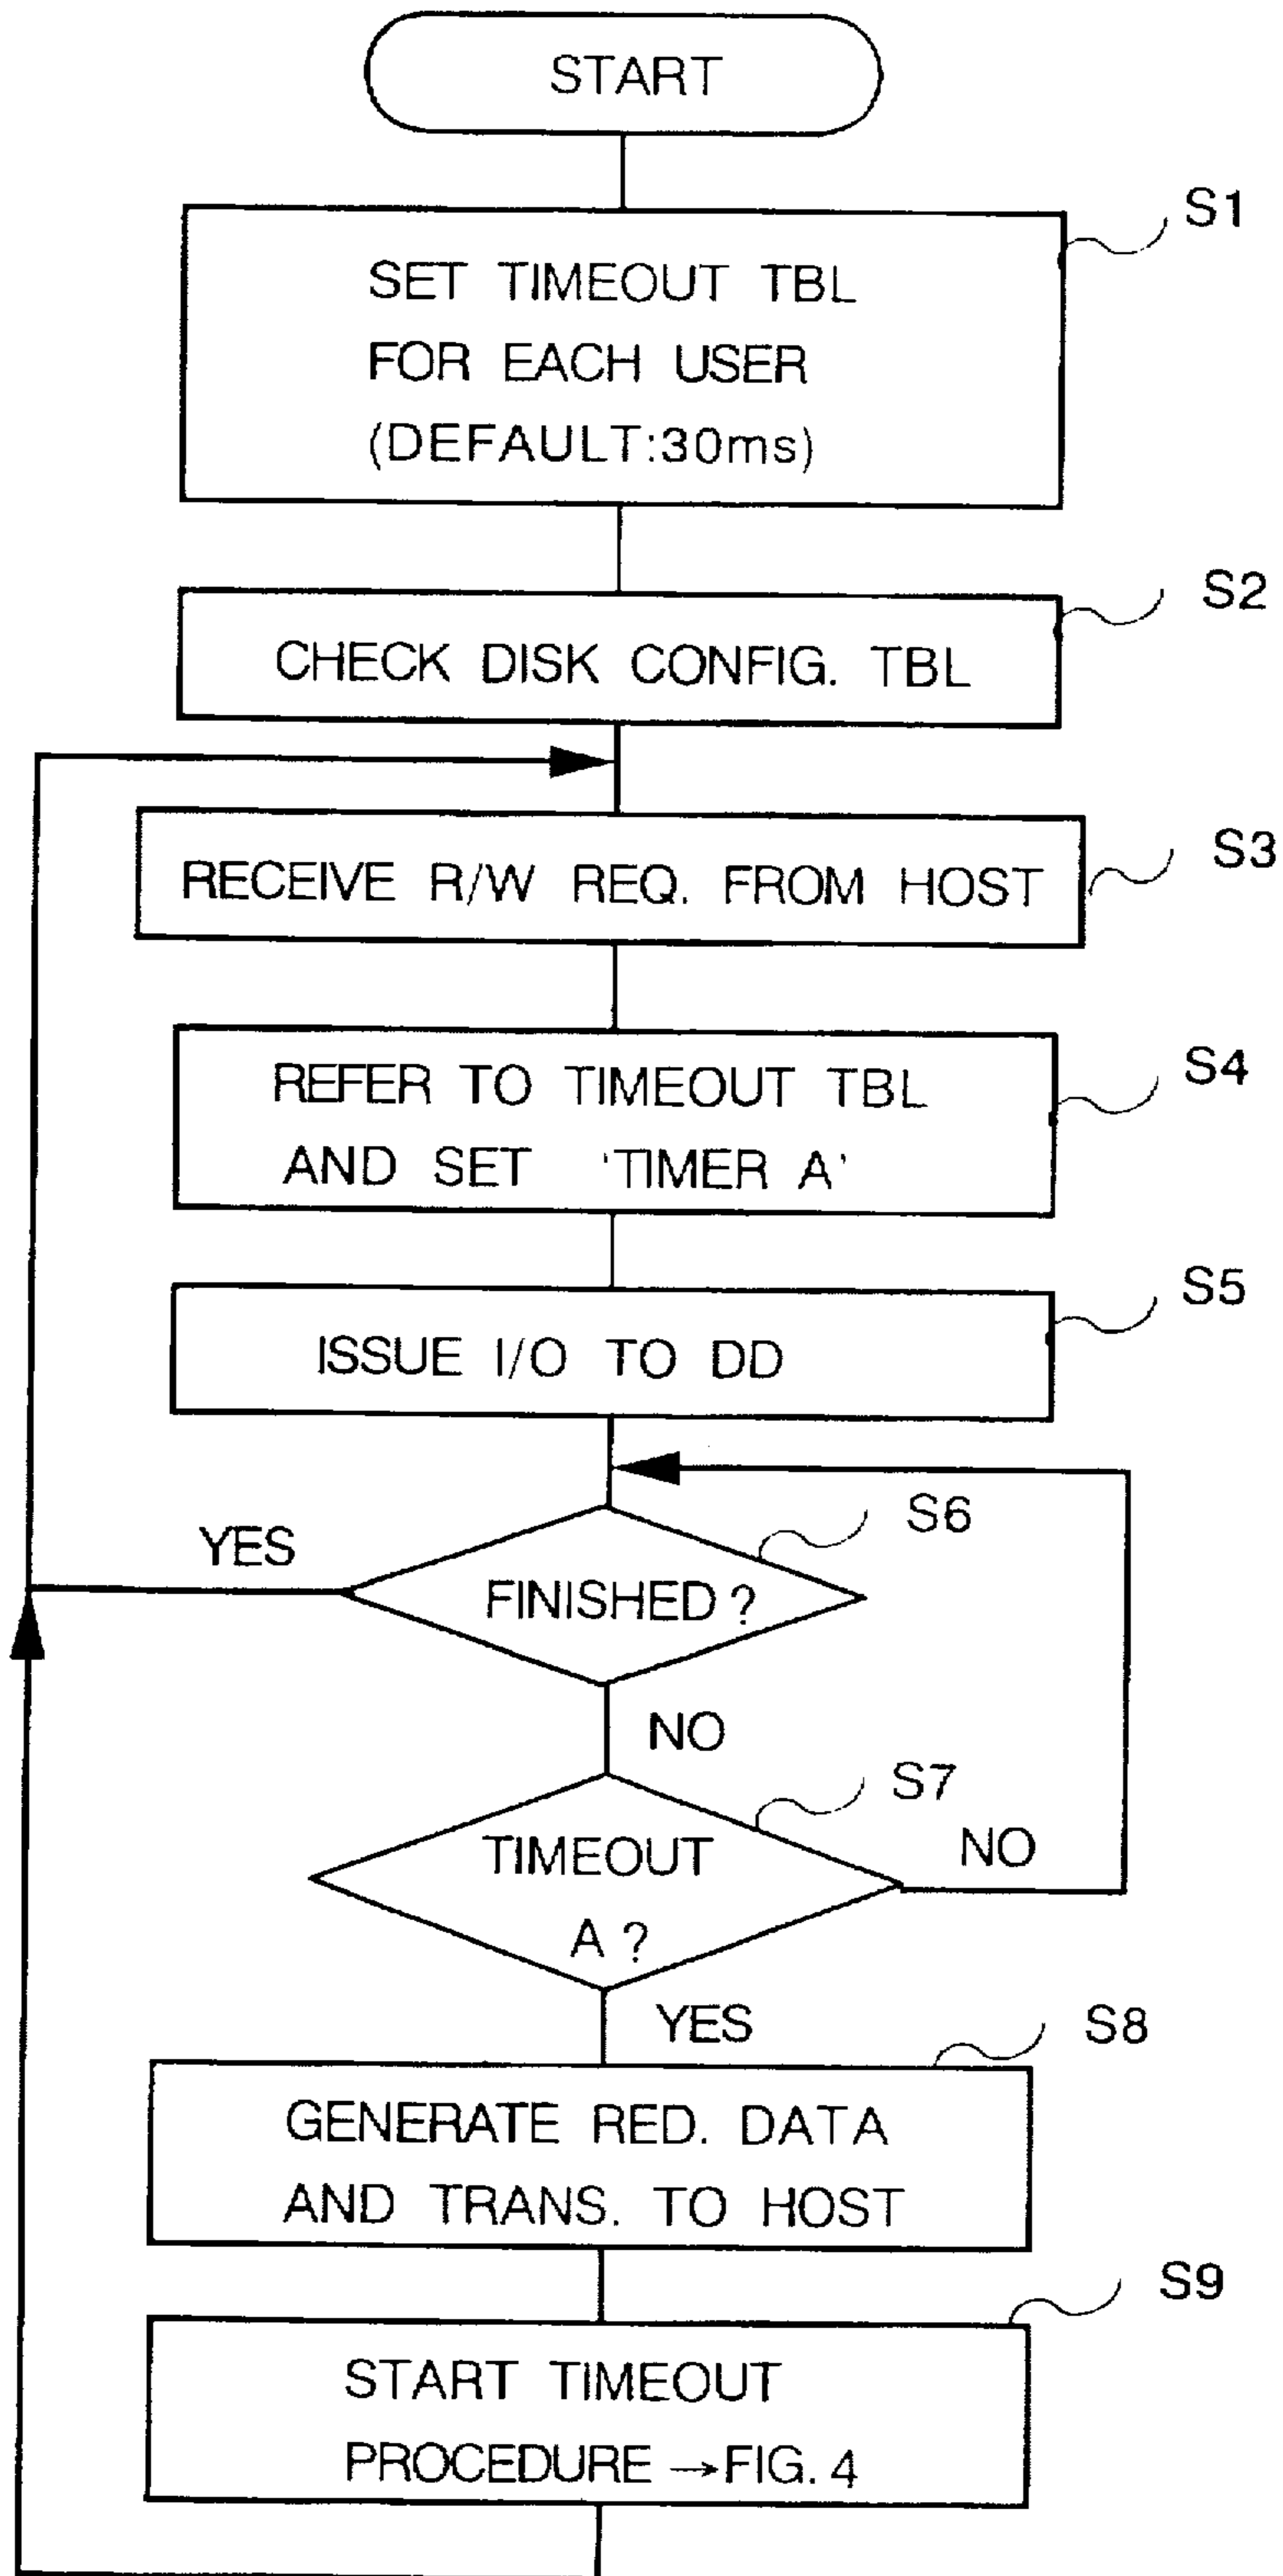 START
S1
SET TIMEOUT TBL
FOR EACH USER
(DEFAULT:30ms)
S2
CHECK DISK CONFIG. TBL
S3
RECEIVE R/W REQ. FROM HOST
S4
REFER TO TIMEOUT TBL
AND SET 'TIMER A'
S5
ISSUE I/O TO DD
S6
YES
FINISHED?
NO
S7
TIMEOUT
NO
A?
YES
S8
GENERATE RED. DATA
AND TRANS. TO HOST
S9
START TIMEOUT
PROCEDURE→FIG. 4